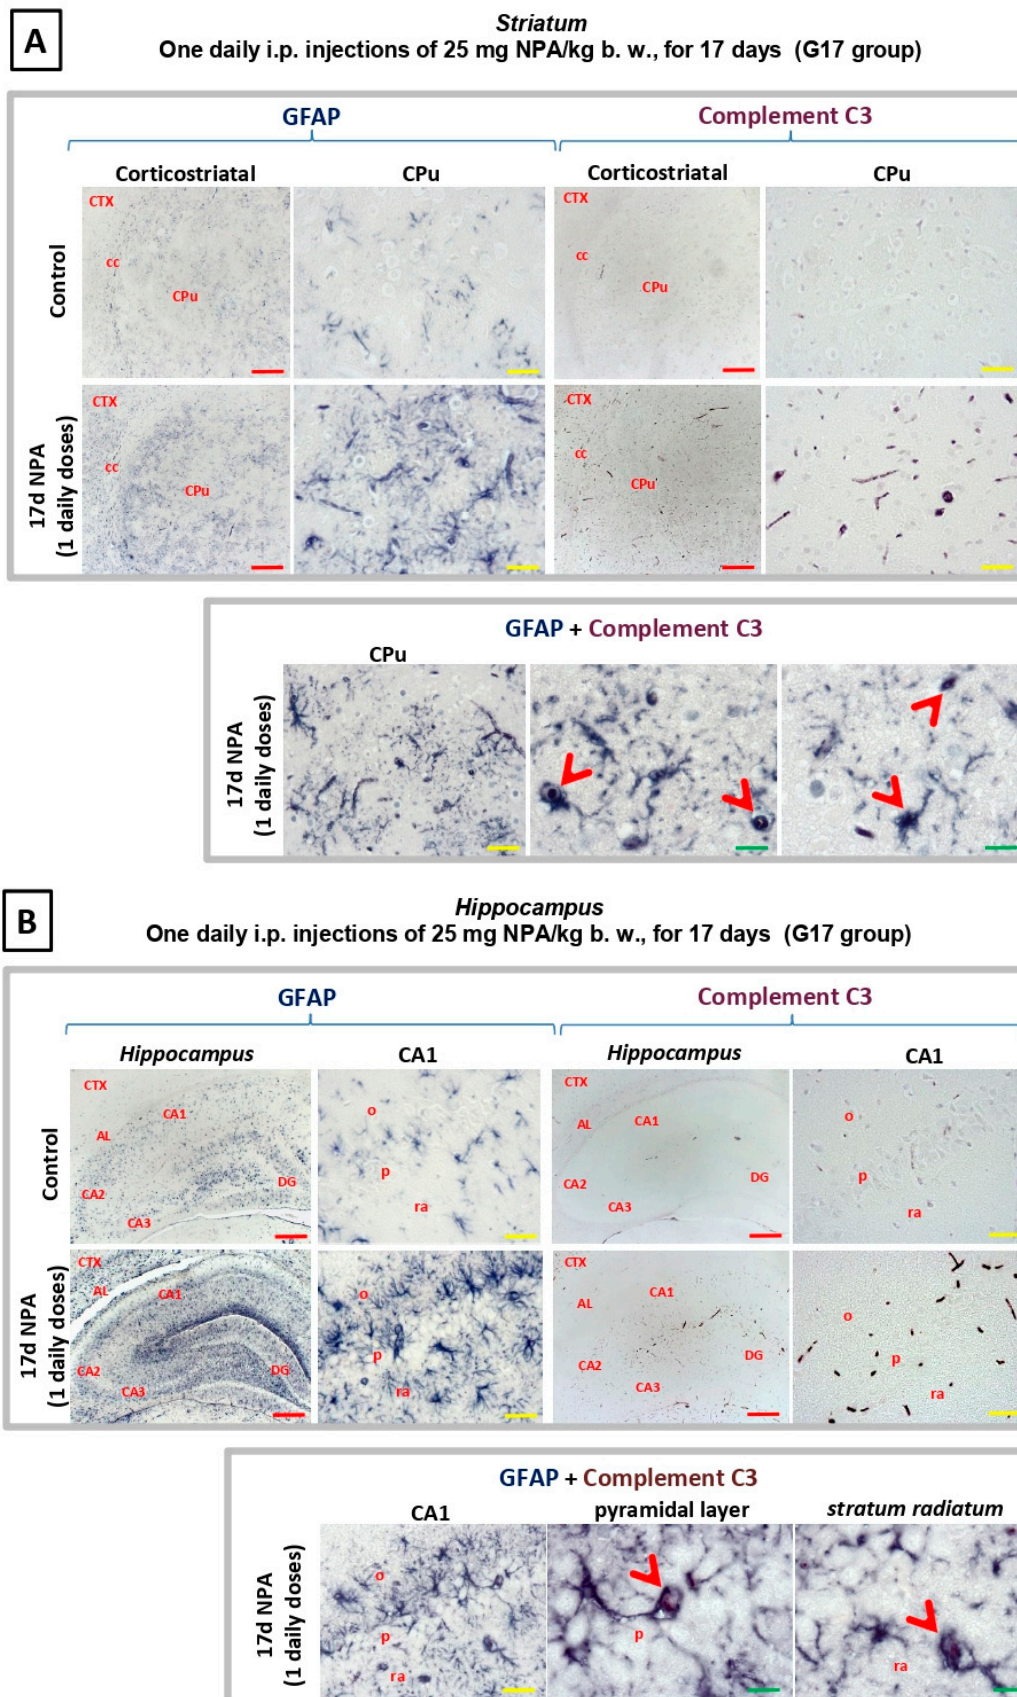 A
Striatum
One daily i.p. injections of 25 mg NPA/kg b. w., for 17 days (G17 group)
GFAP
Complement C3
Corticostriatal
CPu
Corticostriatal
CPu
Control
CTX
cc
CPu
CTX
cc
CPu
17d NPA
(1 daily doses)
CTX
cc
CPu
CTX
cc
CPu
GFAP + Complement C3
CPu
17d NPA
(1 daily doses)
B
Hippocampus
One daily i.p. injections of 25 mg NPA/kg b. w., for 17 days (G17 group)
GFAP
Complement C3
Hippocampus
CA1
Hippocampus
CA1
Control
CTX
CA1
AL
CA2
DG
CA3
o
p
ra
CTX
AL
CA1
CA2
DG
CA3
o
p
ra
17d NPA
(1 daily doses)
CTX
AL
CA1
CA2
DG
CA3
o
p
ra
CTX
AL
CA1
CA2
DG
CA3
o
p
ra
GFAP + Complement C3
CA1
pyramidal layer
stratum radiatum
17d NPA
(1 daily doses)
o
p
ra
p
ra